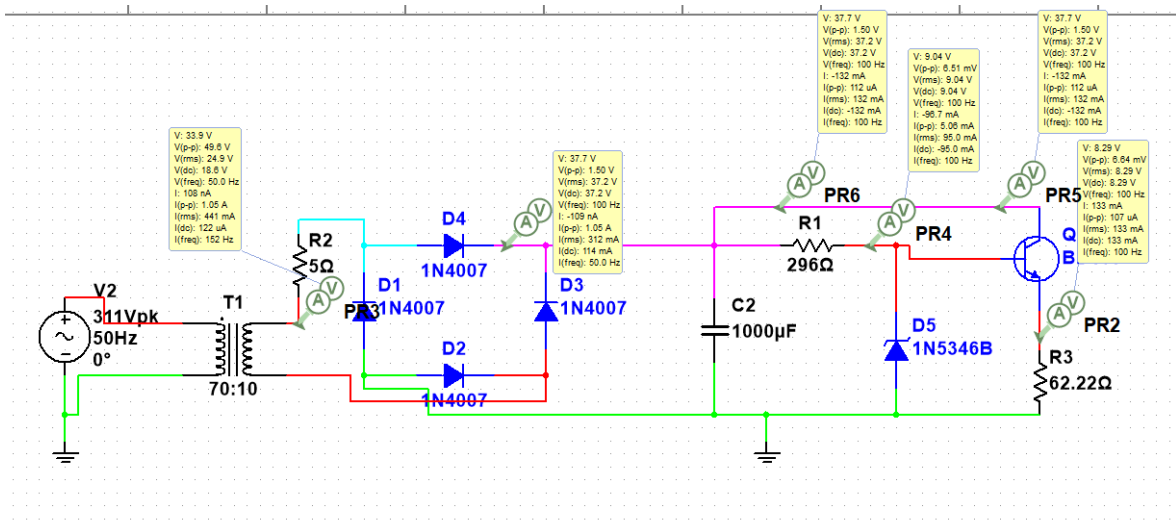 V: 37.7 V
V(p-p): 1.50 V
V(rms): 37.2 V
V(dc): 37.2 V
V(freq): 100 Hz
I: -132 mA
I(p-p): 112 uA
I(rms): 132 mA
I(dc): -132 mA
I(freq): 100 Hz
V: 9.04 V
V(p-p): 6.51 mV
V(rms): 9.04 V
V(dc): 9.04 V
V(freq): 100 Hz
I: -96.7 mA
I(p-p): 5.06 mA
I(rms): 95.0 mA
I(dc): -95.0 mA
I(freq): 100 Hz
V: 37.7 V
V(p-p): 1.50 V
V(rms): 37.2 V
V(dc): 37.2 V
V(freq): 100 Hz
I: -132 mA
I(p-p): 112 uA
I(rms): 132 mA
I(dc): -132 mA
I(freq): 100 Hz
V: 33.9 V
V(p-p): 49.6 V
V(rms): 24.9 V
V(dc): 18.6 V
V(freq): 50.0 Hz
I: 108 nA
I(p-p): 1.05 A
I(rms): 441 mA
I(dc): 122 uA
I(freq): 152 Hz
V: 37.7 V
V(p-p): 1.50 V
V(rms): 37.2 V
V(dc): 37.2 V
V(freq): 100 Hz
I: -109 nA
I(p-p): 1.05 A
I(rms): 312 mA
I(dc): 114 mA
I(freq): 50.0 Hz
V: 8.29 V
V(p-p): 6.64 mV
V(rms): 8.29 V
V(dc): 8.29 V
V(freq): 100 Hz
I: 133 mA
I(p-p): 107 uA
I(rms): 133 mA
I(dc): 133 mA
I(freq): 100 Hz
A V
PR6
A V
PR5
A V
D4
1N4007
R2
5Ω
R1
296Ω
A V
PR4
Q
B
V2
311Vpk
50Hz
0°
T1
70:10
A V
PR3
D1
1N4007
D3
1N4007
C2
1000µF
D5
1N5346B
A V
PR2
D2
1N4007
R3
62.22Ω